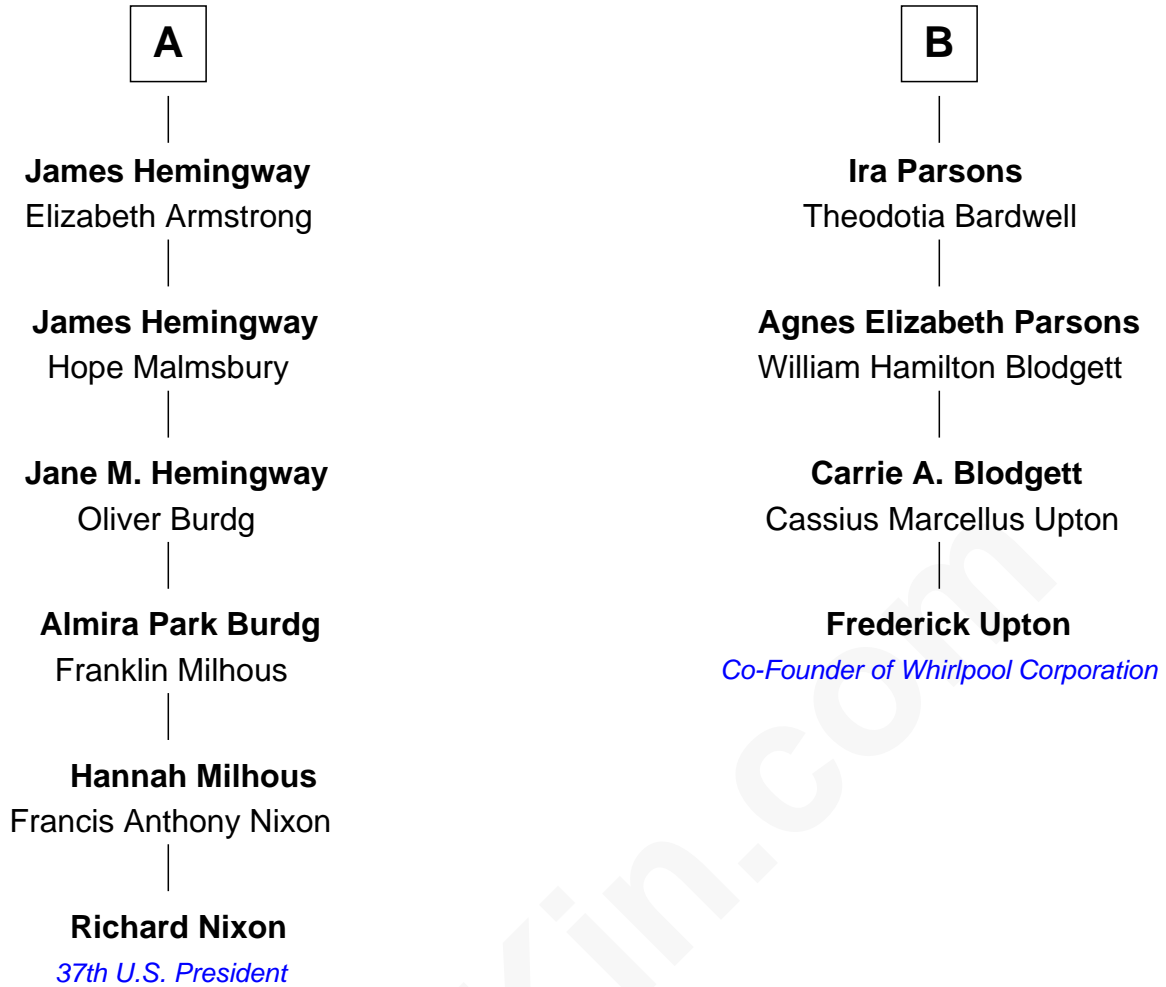 A
James Hemingway
Elizabeth Armstrong
James Hemingway
Hope Malmsbury
Jane M. Hemingway
Oliver Burdg
Almira Park Burdg
Franklin Milhous
Hannah Milhous
Francis Anthony Nixon
Richard Nixon
37th U.S. President
B
Ira Parsons
Theodotia Bardwell
Agnes Elizabeth Parsons
William Hamilton Blodgett
Carrie A. Blodgett
Cassius Marcellus Upton
Frederick Upton
Co-Founder of Whirlpool Corporation
Kin.com